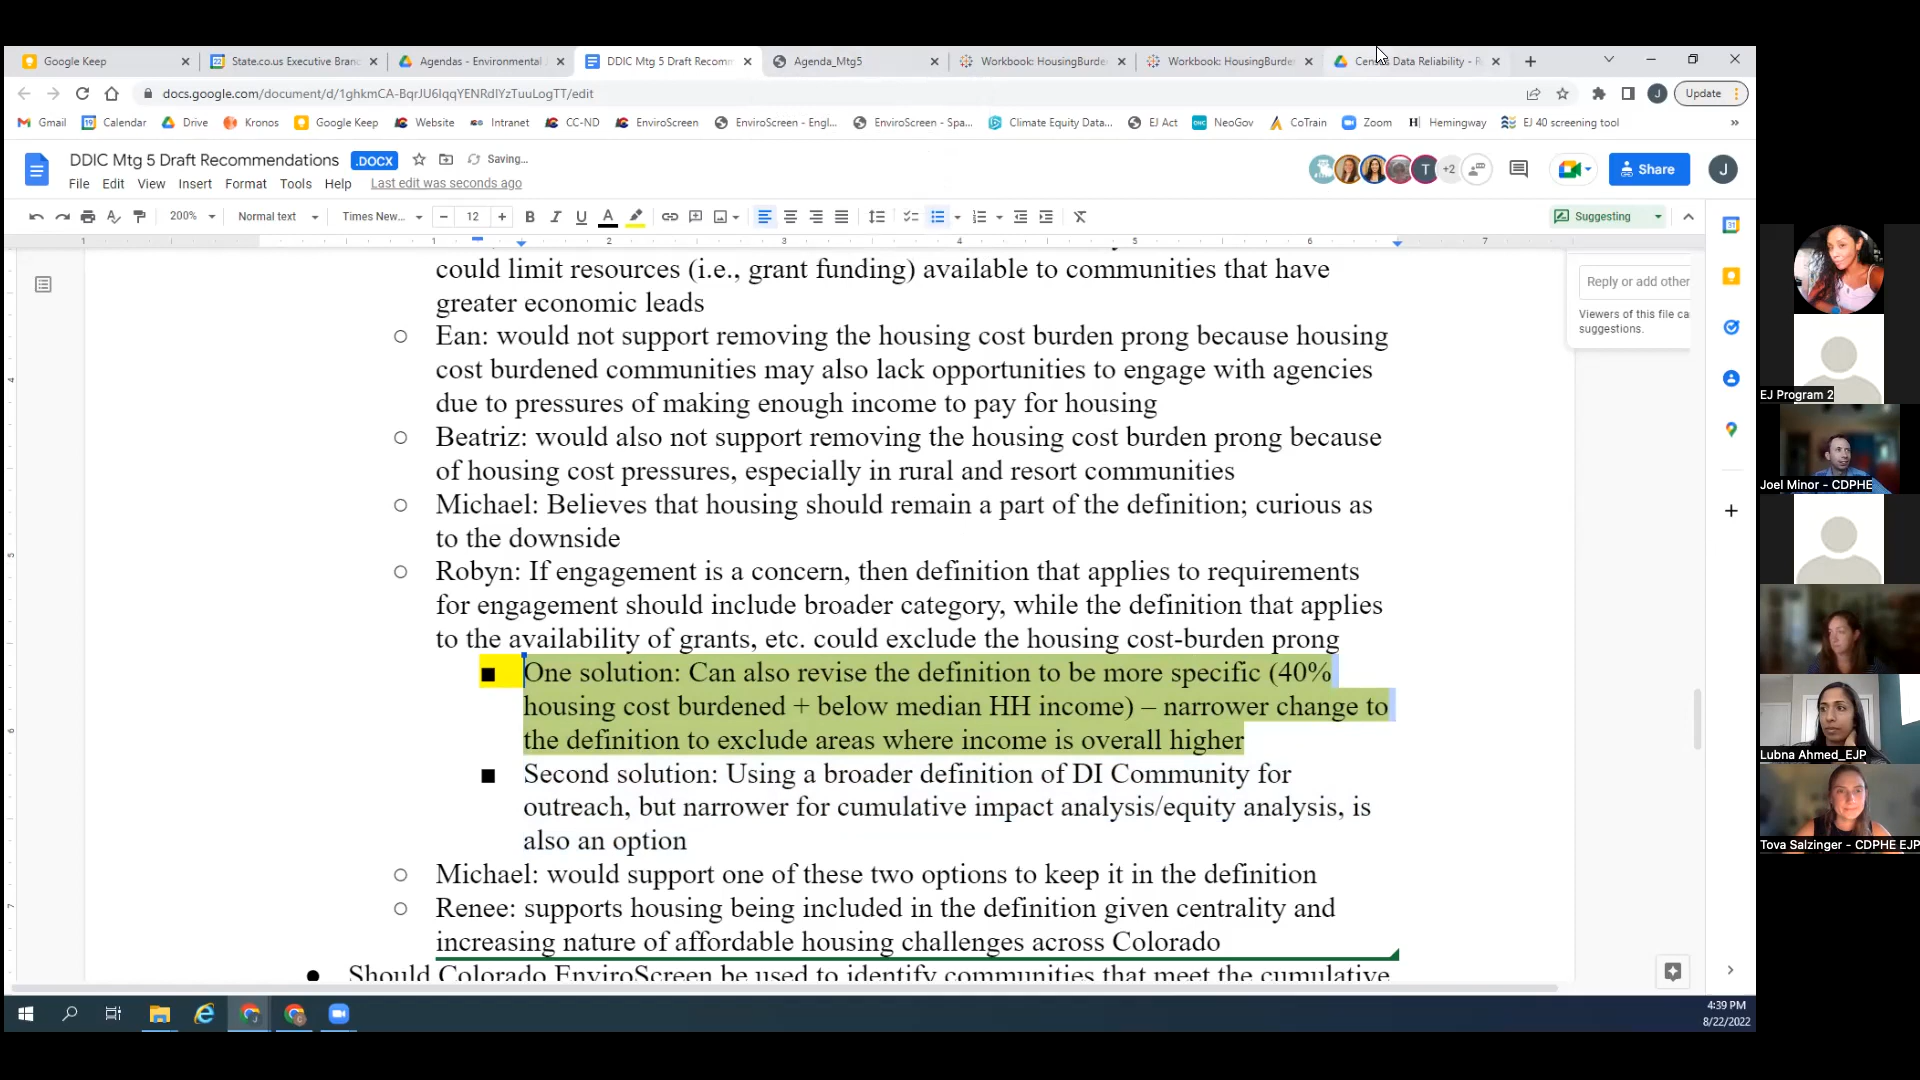 Google Keep
State.co.us Executive Bran
Agendas - Environmental
DDIC Mtg 5 Draft Recomm
Agenda_Mtg5
Workbook: HousingBurde
Workbook: HousingBurde
Census Data Reliability - R
docs.google.com/document/d/1ghkmCA-BqrJU6IqqYENRdlYzTuuLogTT/edit
J
Update
Gmail
Calendar
Drive
Kronos
Google Keep
Website
Intranet
CC-ND
EnviroScreen
EnviroScreen - Engl...
EnviroScreen - Spa...
Climate Equity Data...
EJ Act
NeoGov
CoTrain
Zoom
Hemingway
EJ 40 screening tool
»
DDIC Mtg 5 Draft Recommendations .DOCX Saving...
T +2 Share J
File Edit View Insert Format Tools Help Last edit was seconds ago
200% Normal text Times New... 12 B I U A Suggesting
1 1 2 3 4 5 6 7
could limit resources (i.e., grant funding) available to communities that have
greater economic leads
Ean: would not support removing the housing cost burden prong because housing
cost burdened communities may also lack opportunities to engage with agencies
due to pressures of making enough income to pay for housing
Beatriz: would also not support removing the housing cost burden prong because
of housing cost pressures, especially in rural and resort communities
Michael: Believes that housing should remain a part of the definition; curious as
to the downside
Robyn: If engagement is a concern, then definition that applies to requirements
for engagement should include broader category, while the definition that applies
to the availability of grants, etc. could exclude the housing cost-burden prong
One solution: Can also revise the definition to be more specific (40%
housing cost burdened + below median HH income) – narrower change to
the definition to exclude areas where income is overall higher
Second solution: Using a broader definition of DI Community for
outreach, but narrower for cumulative impact analysis/equity analysis, is
also an option
Michael: would support one of these two options to keep it in the definition
Renee: supports housing being included in the definition given centrality and
increasing nature of affordable housing challenges across Colorado
Should Colorado EnviroScreen be used to identify communities that meet the cumulative
Reply or add other
Viewers of this file ca
suggestions.
4
5
6
7
EJ Program 2
Joel Minor - CDPHE
Lubna Ahmed_EJP
Tova Salzinger - CDPHE EJP
4:39 PM
8/22/2022